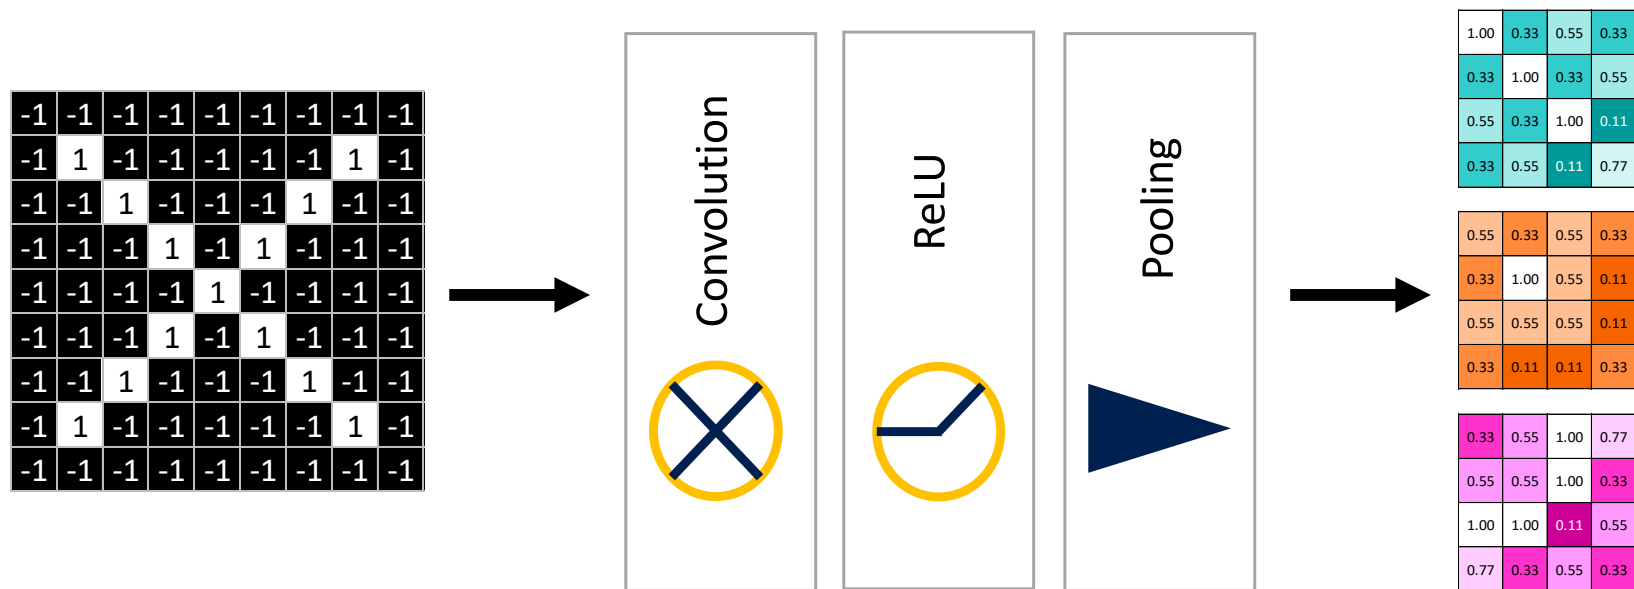 -1 -1 -1 -1 -1 -1 -1 -1 -1
-1 1 -1 -1 -1 -1 -1 1 -1
-1 -1 1 -1 -1 -1 1 -1 -1
-1 -1 -1 1 -1 1 -1 -1 -1
-1 -1 -1 -1 1 -1 -1 -1 -1
-1 -1 -1 1 -1 1 -1 -1 -1
-1 -1 1 -1 -1 -1 1 -1 -1
-1 1 -1 -1 -1 -1 -1 1 -1
-1 -1 -1 -1 -1 -1 -1 -1 -1
Convolution
ReLU
Pooling
1.00 0.33 0.55 0.33
0.33 1.00 0.33 0.55
0.55 0.33 1.00 0.11
0.33 0.55 0.11 0.77
0.55 0.33 0.55 0.33
0.33 1.00 0.55 0.11
0.55 0.55 0.55 0.11
0.33 0.11 0.11 0.33
0.33 0.55 1.00 0.77
0.55 0.55 1.00 0.33
1.00 1.00 0.11 0.55
0.77 0.33 0.55 0.33